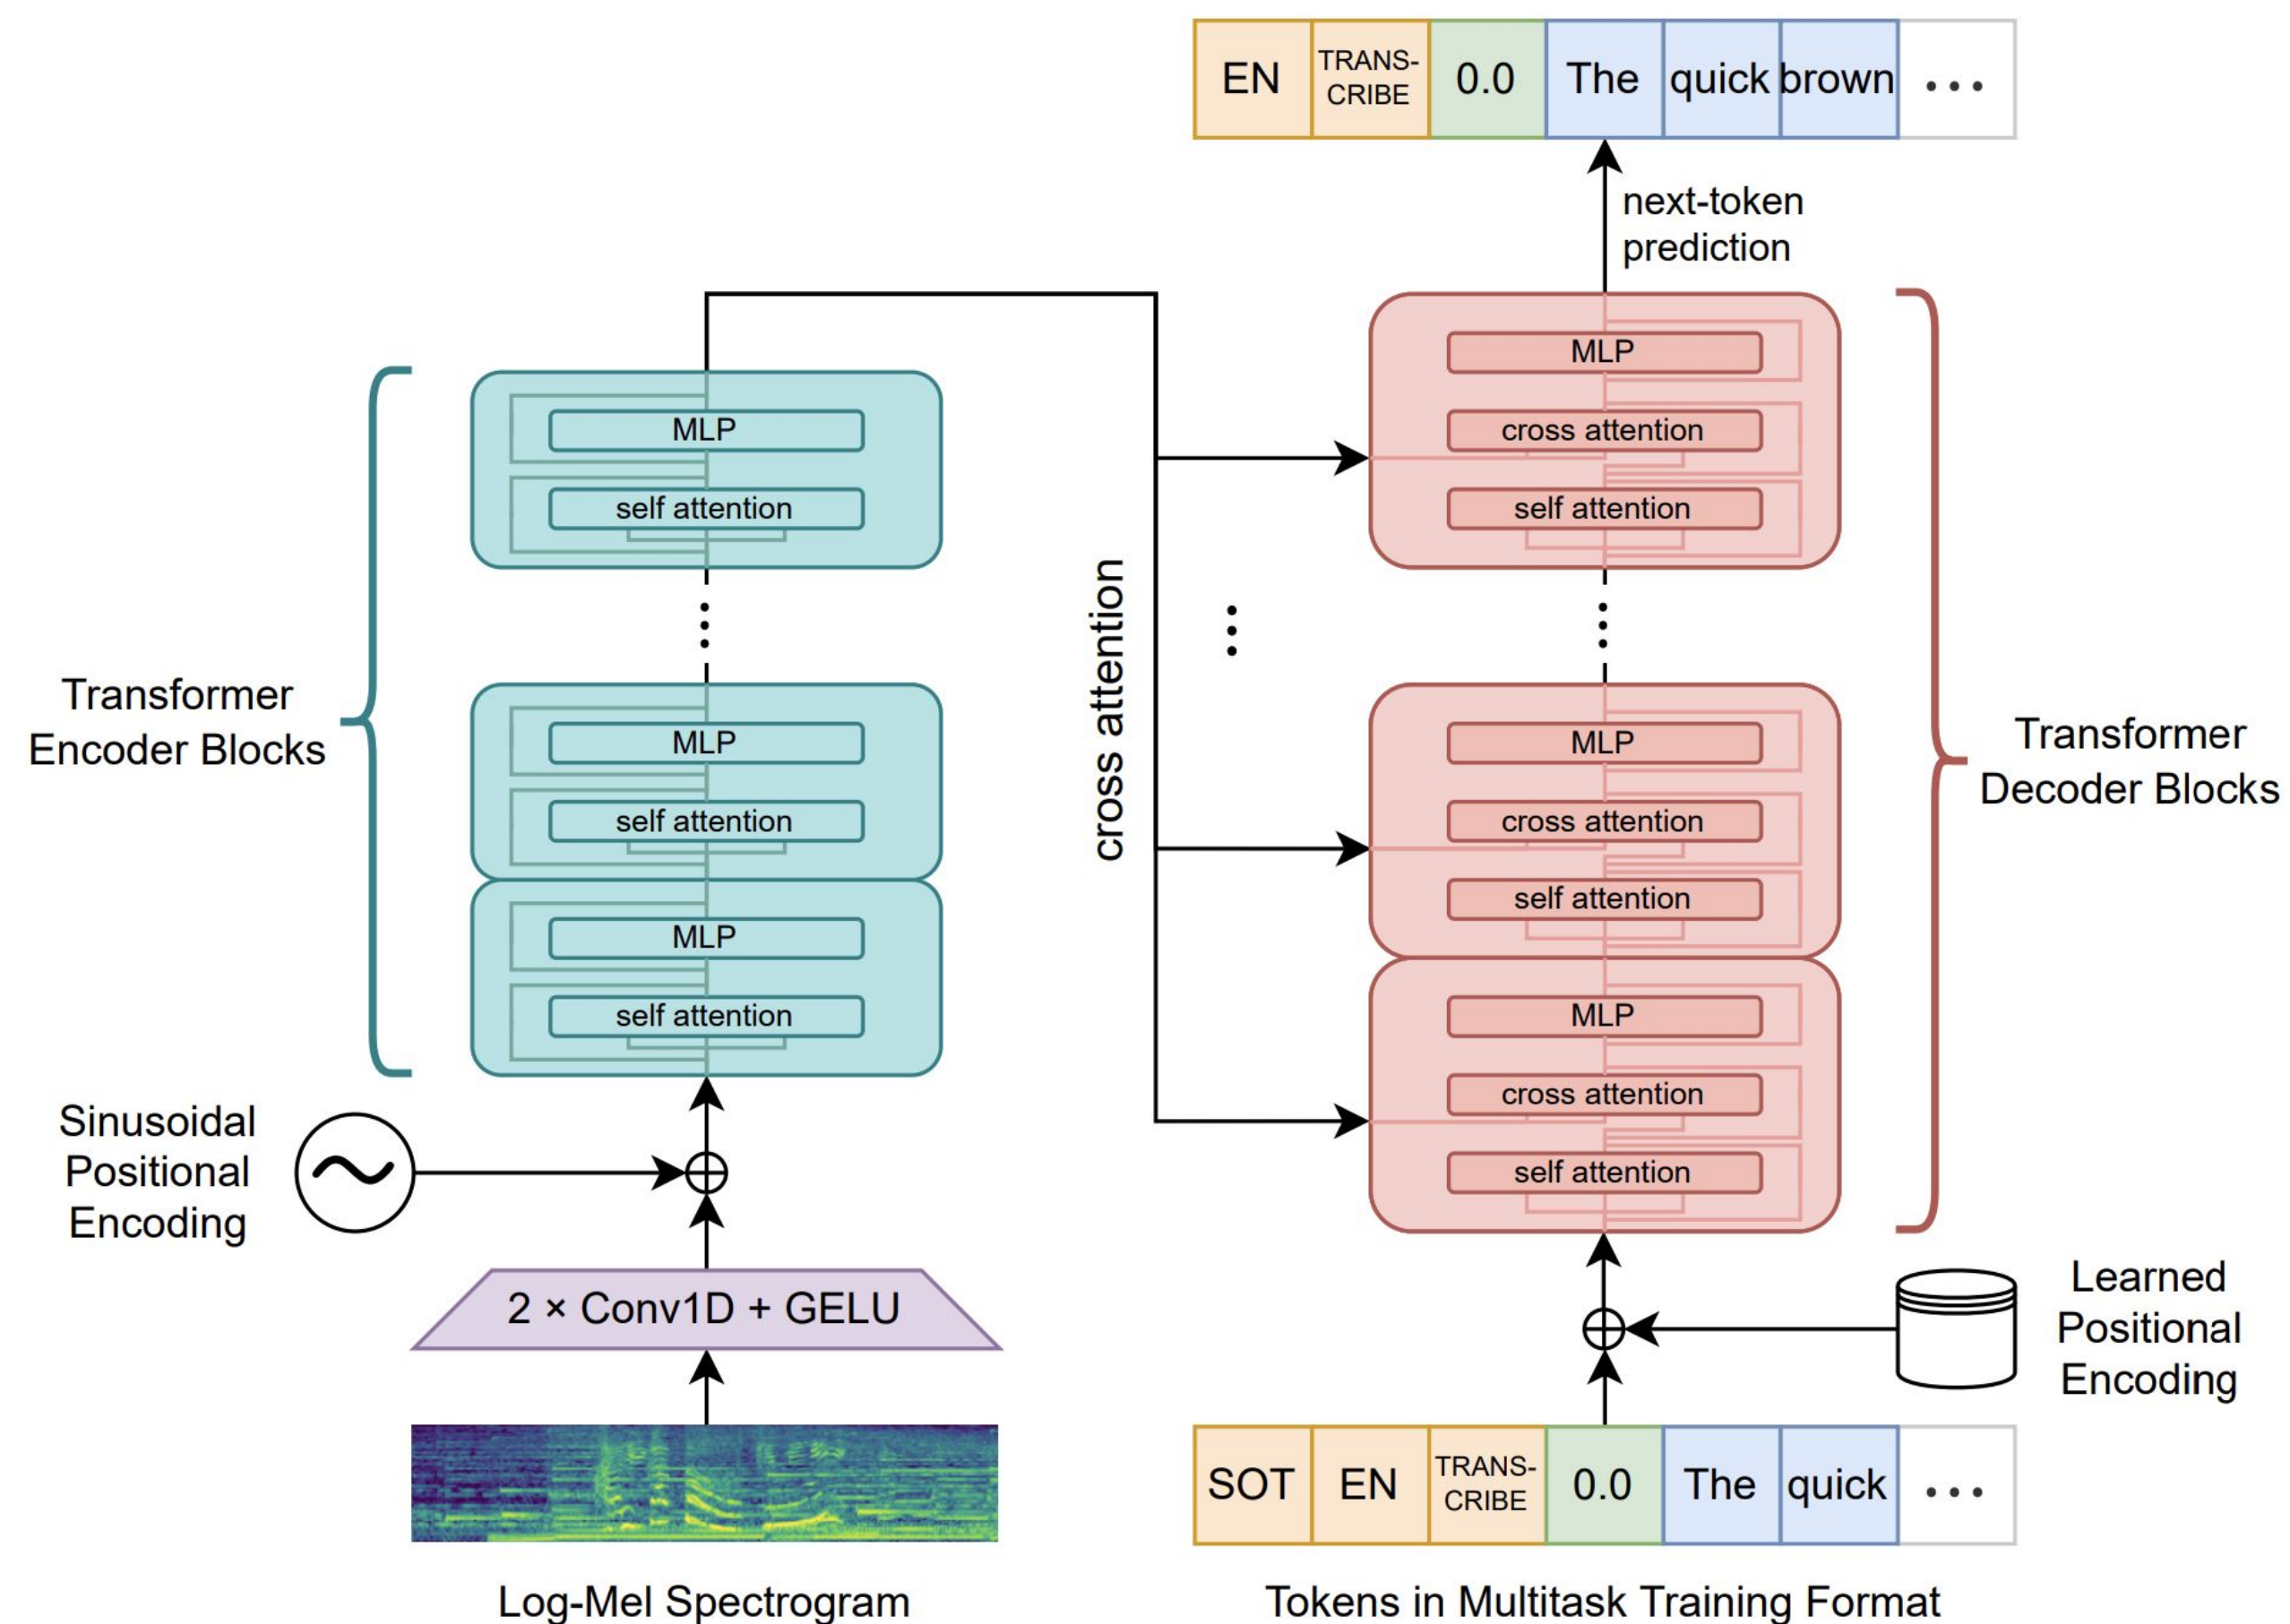 EN TRANS-CRIBE 0.0 The quick brown ...
next-token
prediction
MLP
self attention
MLP
self attention
MLP
self attention
Transformer
Encoder Blocks
Sinusoidal
Positional
Encoding
2 × Conv1D + GELU
Log-Mel Spectrogram
cross attention
MLP
cross attention
self attention
MLP
cross attention
self attention
MLP
cross attention
self attention
Transformer
Decoder Blocks
Learned
Positional
Encoding
SOT EN TRANS-CRIBE 0.0 The quick ...
Tokens in Multitask Training Format